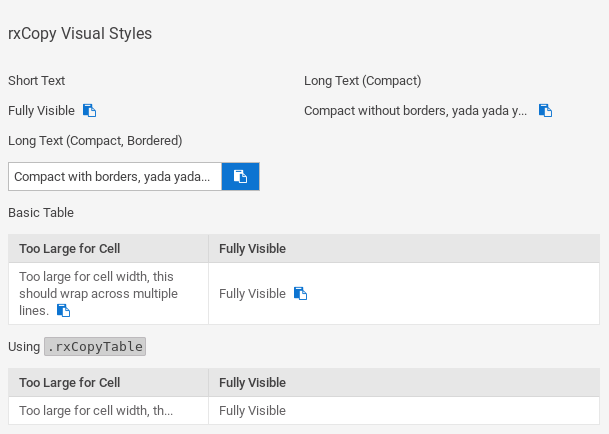 rxCopy Visual Styles
Short Text
Long Text (Compact)
Fully Visible
Compact without borders, yada yada y...
Long Text (Compact, Bordered)
Compact with borders, yada yada...
Basic Table
Too Large for Cell
Fully Visible
Too large for cell width, this
should wrap across multiple
lines.
Fully Visible
Using .rxCopyTable
Too Large for Cell
Fully Visible
Too large for cell width, th...
Fully Visible